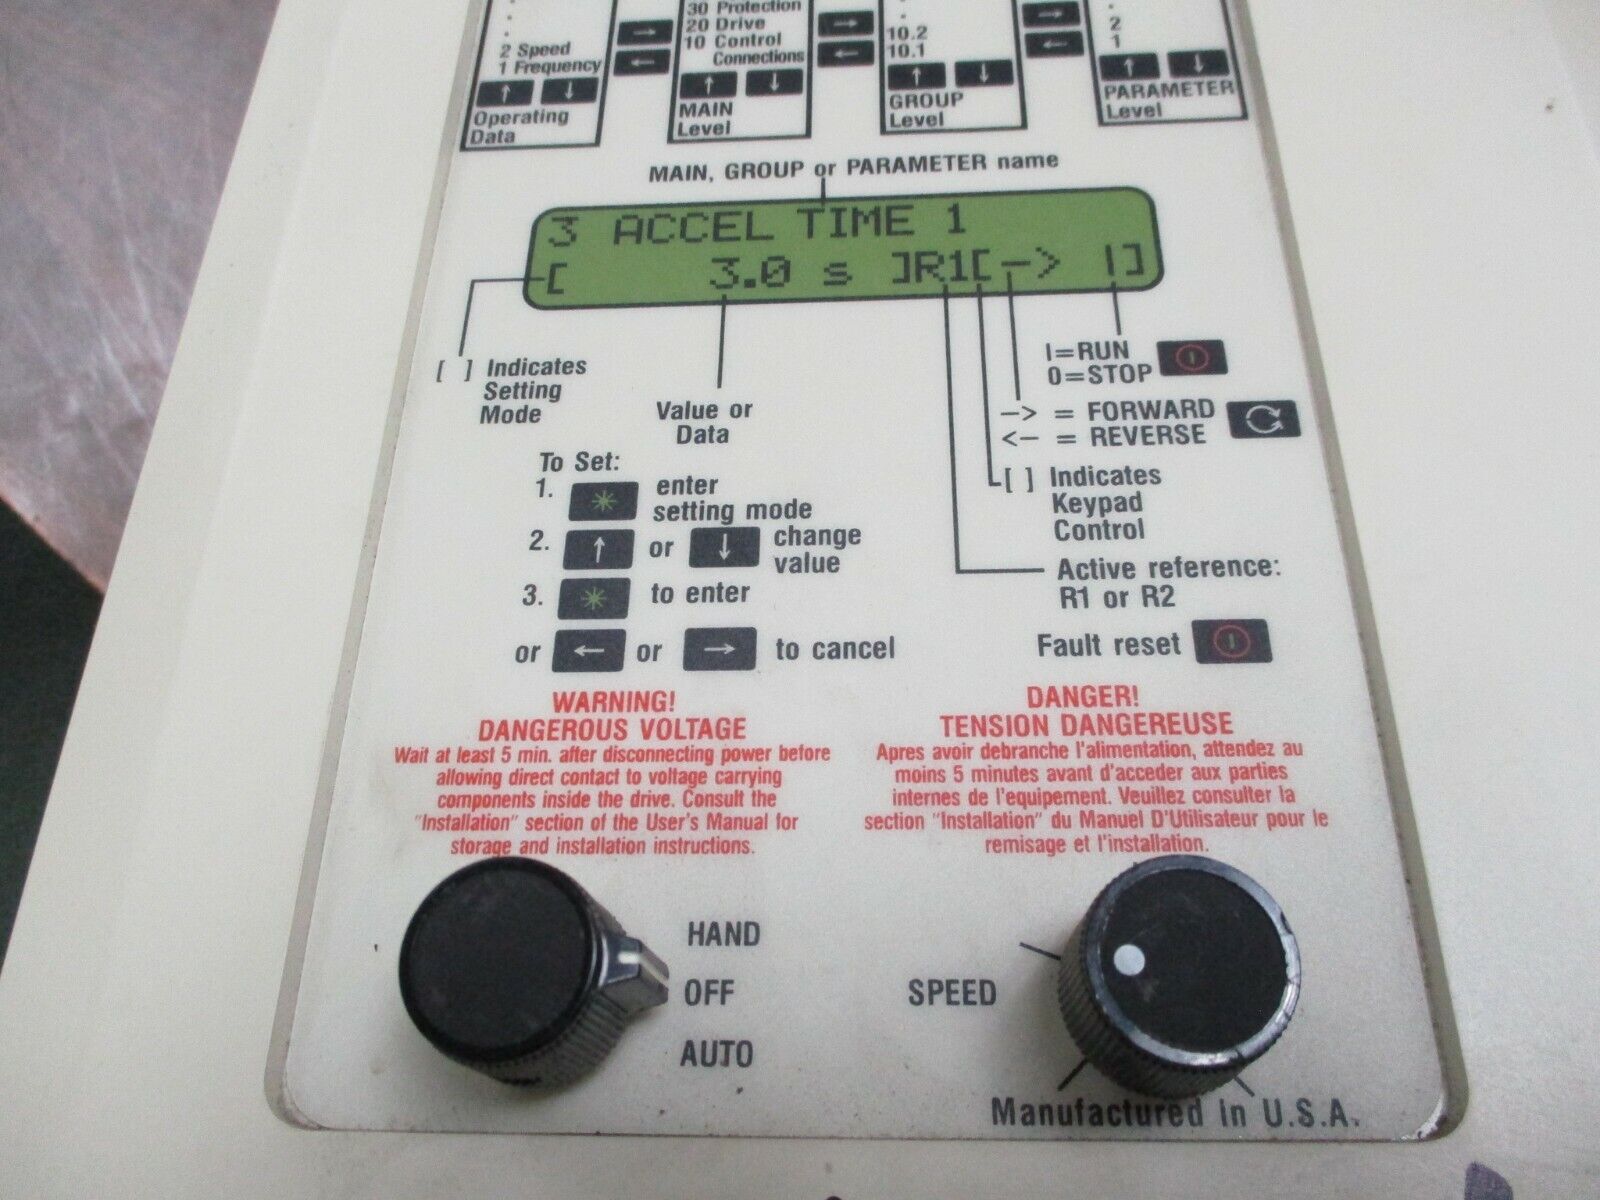 2 Speed
1 Frequency
↑ ↓
Operating
Data
→
←
30 Protection
20 Drive
10 Control
Connections
↑ ↓
MAIN
Level
→
←
10.2
10.1
↑ ↓
GROUP
Level
→
←
2
1
↑ ↓
PARAMETER
Level
MAIN, GROUP or PARAMETER name
3 ACCEL TIME 1
[ 3.0 s ]R1[ -> I]
[ ] Indicates
Setting
Mode
Value or
Data
I=RUN
0=STOP
-> = FORWARD
<- = REVERSE
[ ] Indicates
Keypad
Control
Active reference:
R1 or R2
Fault reset
To Set:
1. enter
setting mode
2. ↑ or ↓ change
value
3. to enter
or ← or → to cancel
WARNING!
DANGEROUS VOLTAGE
Wait at least 5 min. after disconnecting power before
allowing direct contact to voltage carrying
components inside the drive. Consult the
"Installation" section of the User's Manual for
storage and installation instructions.
DANGER!
TENSION DANGEREUSE
Apres avoir debranche l'alimentation, attendez au
moins 5 minutes avant d'acceder aux parties
internes de l'equipement. Veuillez consulter la
section "Installation" du Manuel D'Utilisateur pour le
remisage et l'installation.
HAND
OFF
AUTO
SPEED
Manufactured in U.S.A.